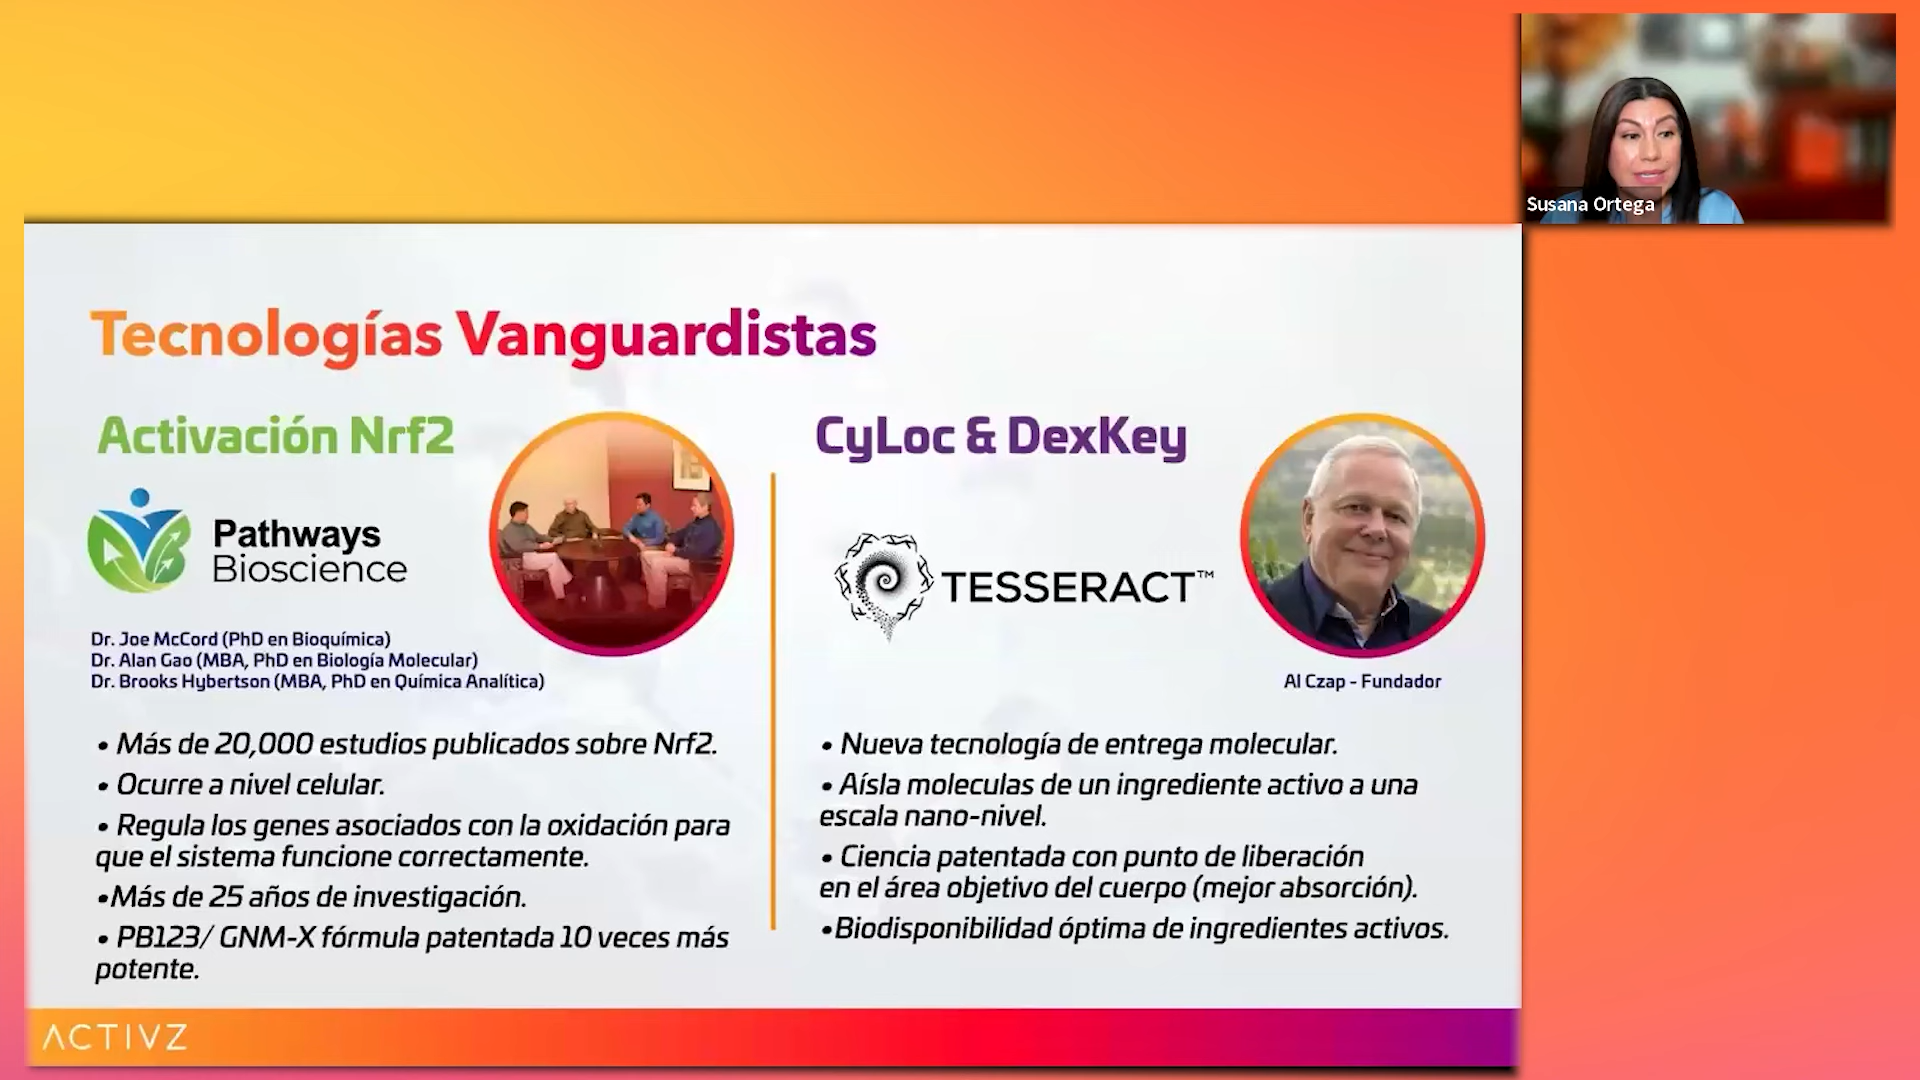 Susana Ortega
Tecnologías Vanguardistas
Activación Nrf2
Pathways
Bioscience
Dr. Joe McCord (PhD en Bioquímica)
Dr. Alan Gao (MBA, PhD en Biología Molecular)
Dr. Brooks Hybertson (MBA, PhD en Química Analítica)
• Más de 20,000 estudios publicados sobre Nrf2.
• Ocurre a nivel celular.
• Regula los genes asociados con la oxidación para
que el sistema funcione correctamente.
•Más de 25 años de investigación.
• PB123/ GNM-X fórmula patentada 10 veces más
potente.
CyLoc & DexKey
TESSERACT™
Al Czap - Fundador
• Nueva tecnología de entrega molecular.
• Aísla moleculas de un ingrediente activo a una
escala nano-nivel.
• Ciencia patentada con punto de liberación
en el área objetivo del cuerpo (mejor absorción).
•Biodisponibilidad óptima de ingredientes activos.
ACTIVZ